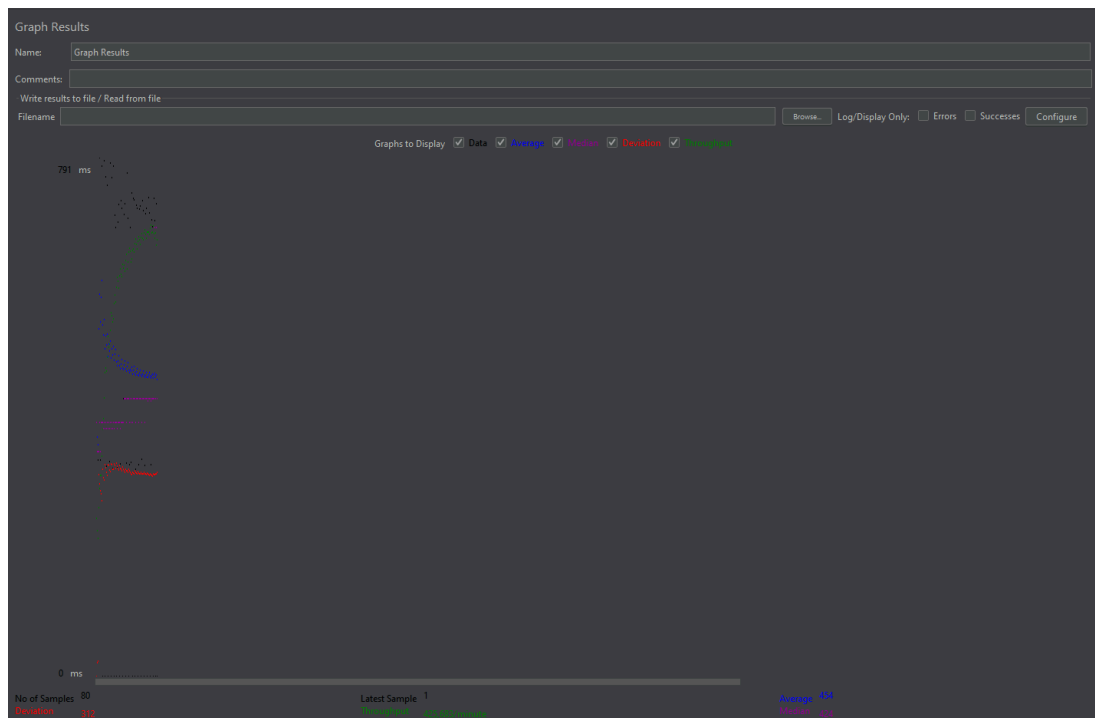 Graph Results
Name: Graph Results
Comments:
Write results to file / Read from file
Filename Browse... Log/Display Only: Errors Successes Configure
Graphs to Display Data Average Median Deviation Throughput
791 ms
0 ms
No of Samples 80 Latest Sample 1 Average 454
Deviation 312 Throughput